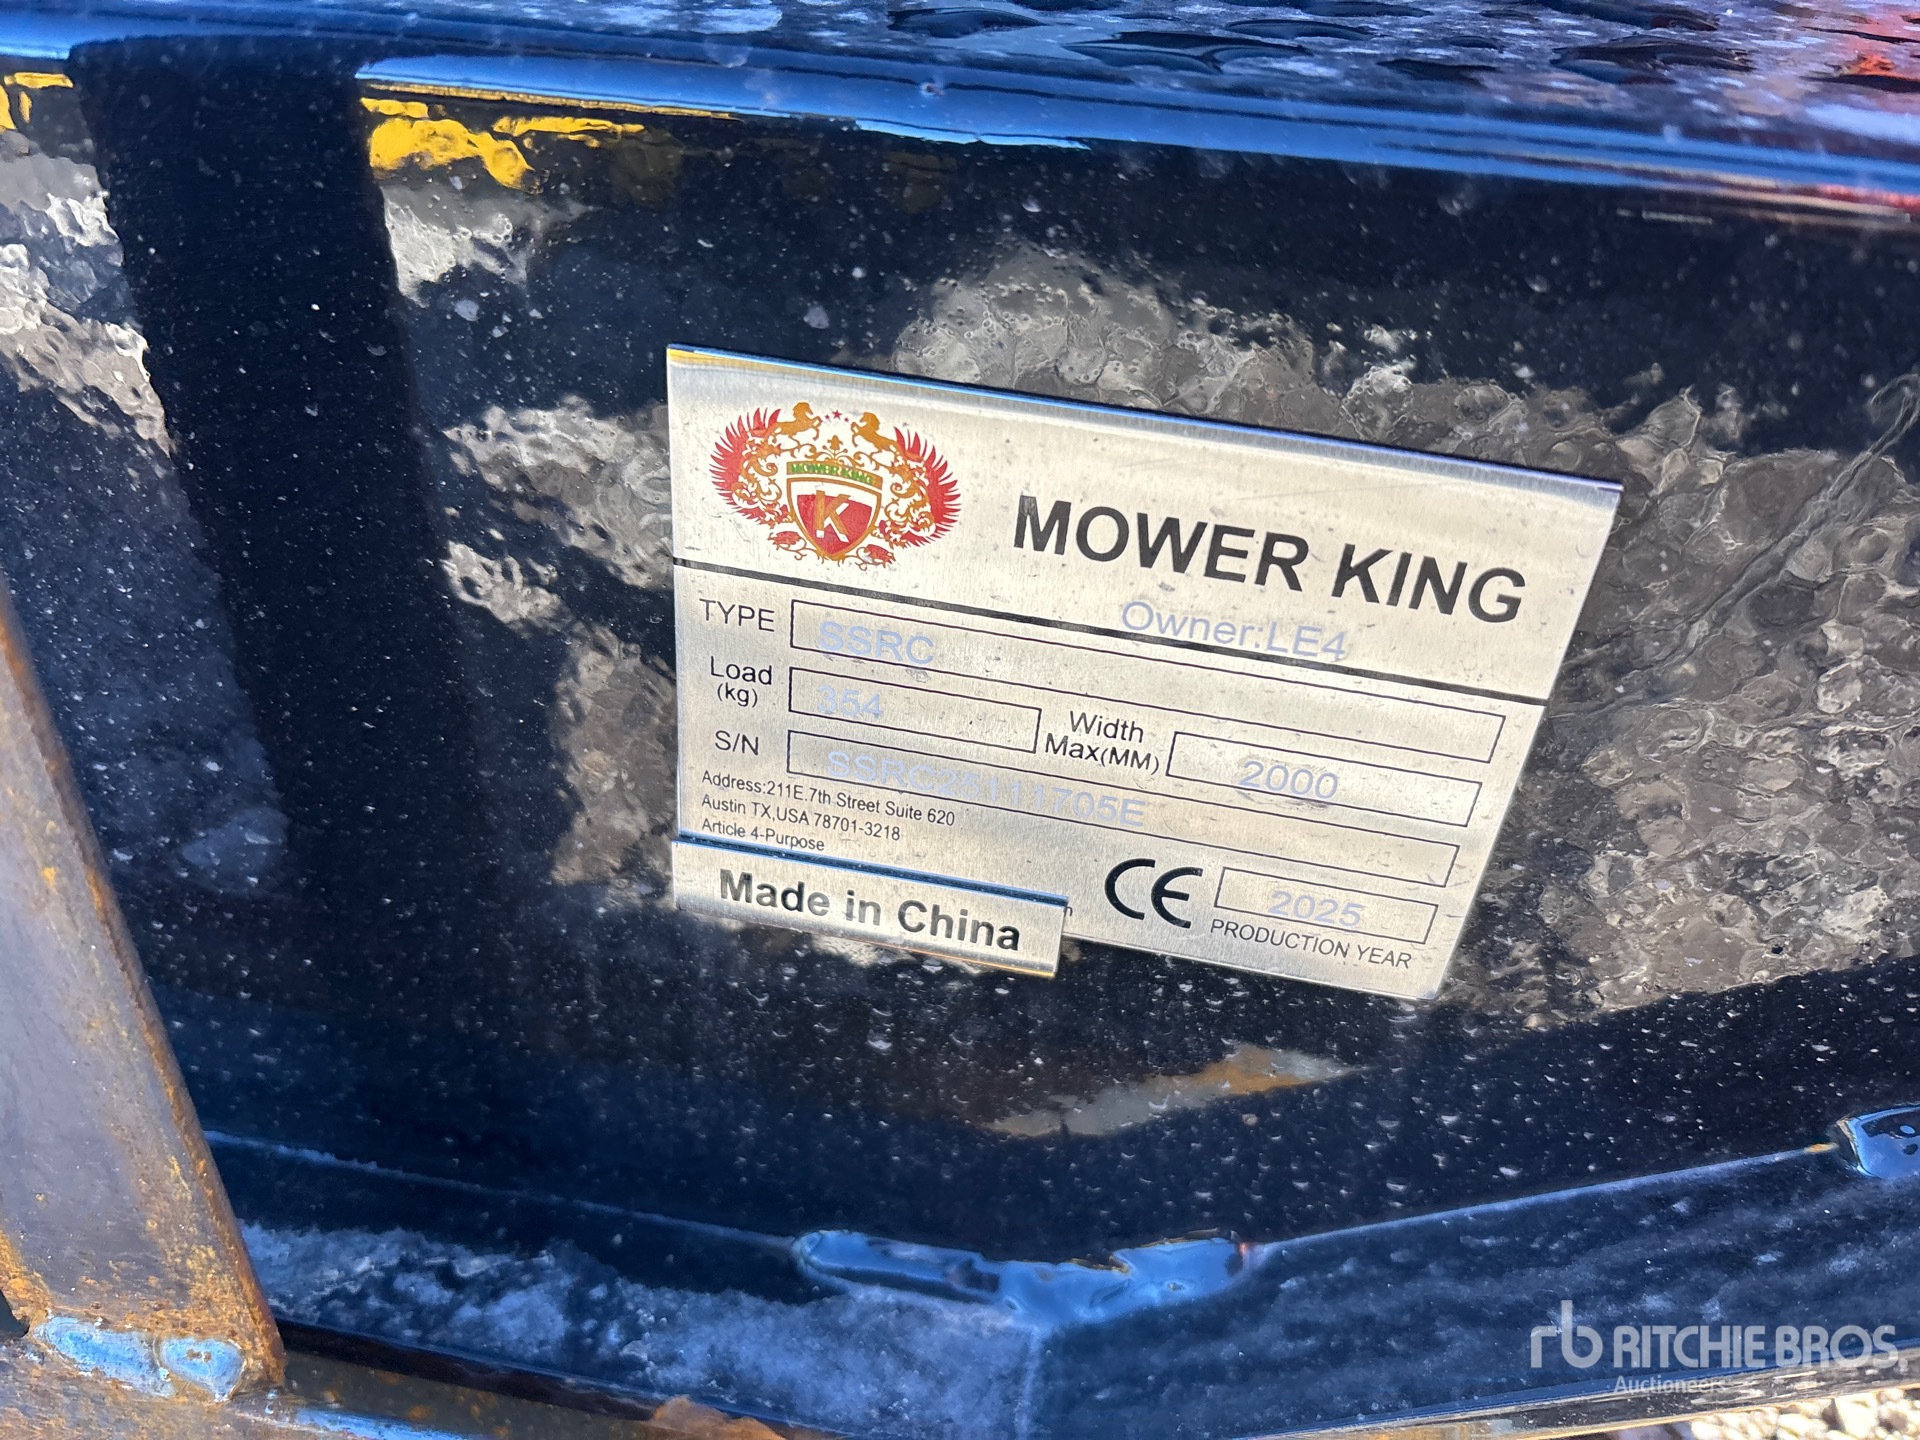 MOWER KING
K
MOWER KING
Owner:LE4
TYPE SSRC
Load (kg) 354
Width Max(MM) 2000
S/N SSRC25111705E
Address:211E.7th Street Suite 620
Austin TX,USA 78701-3218
Article 4-Purpose
Made in China
CE
2025
PRODUCTION YEAR
rb RITCHIE BROS.
Auctioneers